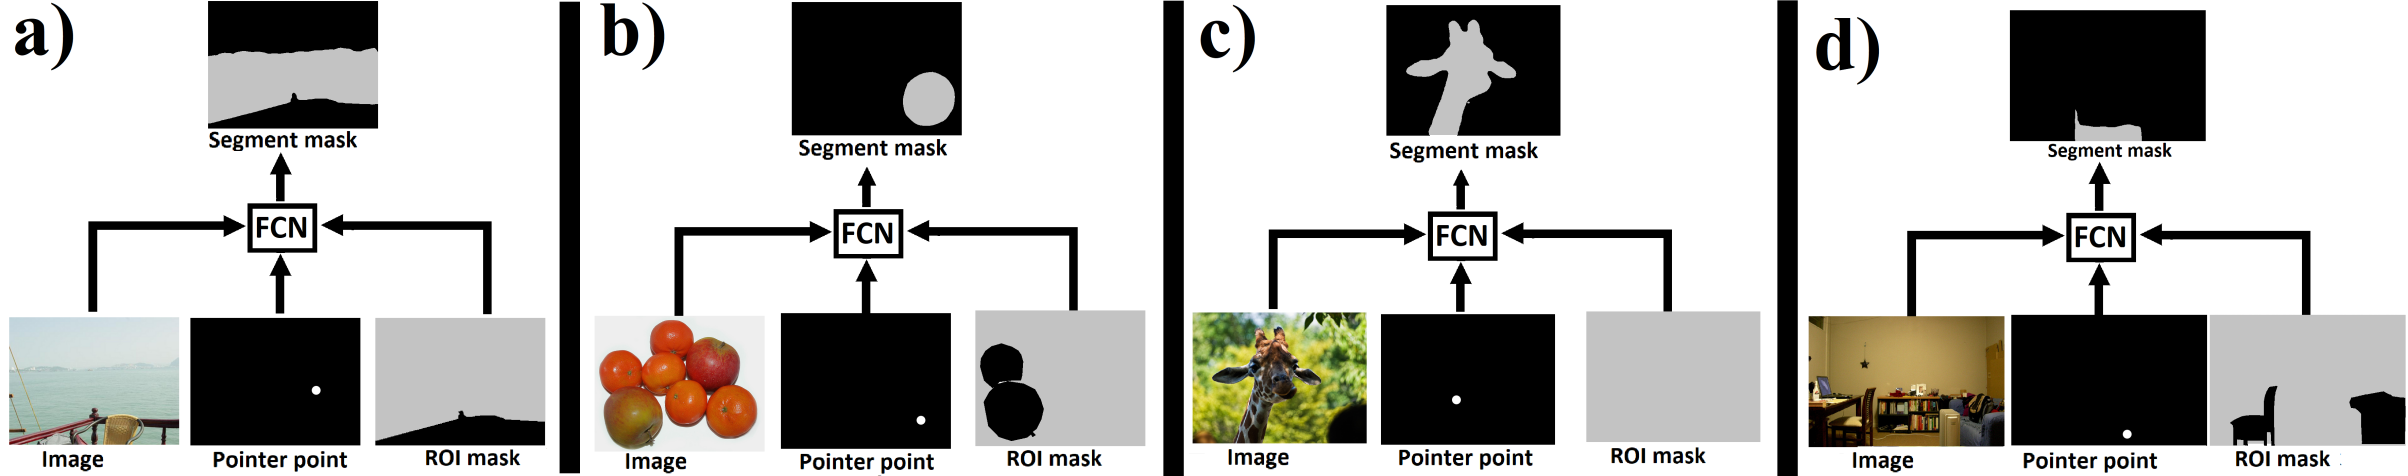 a)
Segment mask
FCN
Image
Pointer point
ROI mask
b)
Segment mask
FCN
Image
Pointer point
ROI mask
c)
Segment mask
FCN
Image
Pointer point
ROI mask
d)
Segment mask
FCN
Image
Pointer point
ROI mask